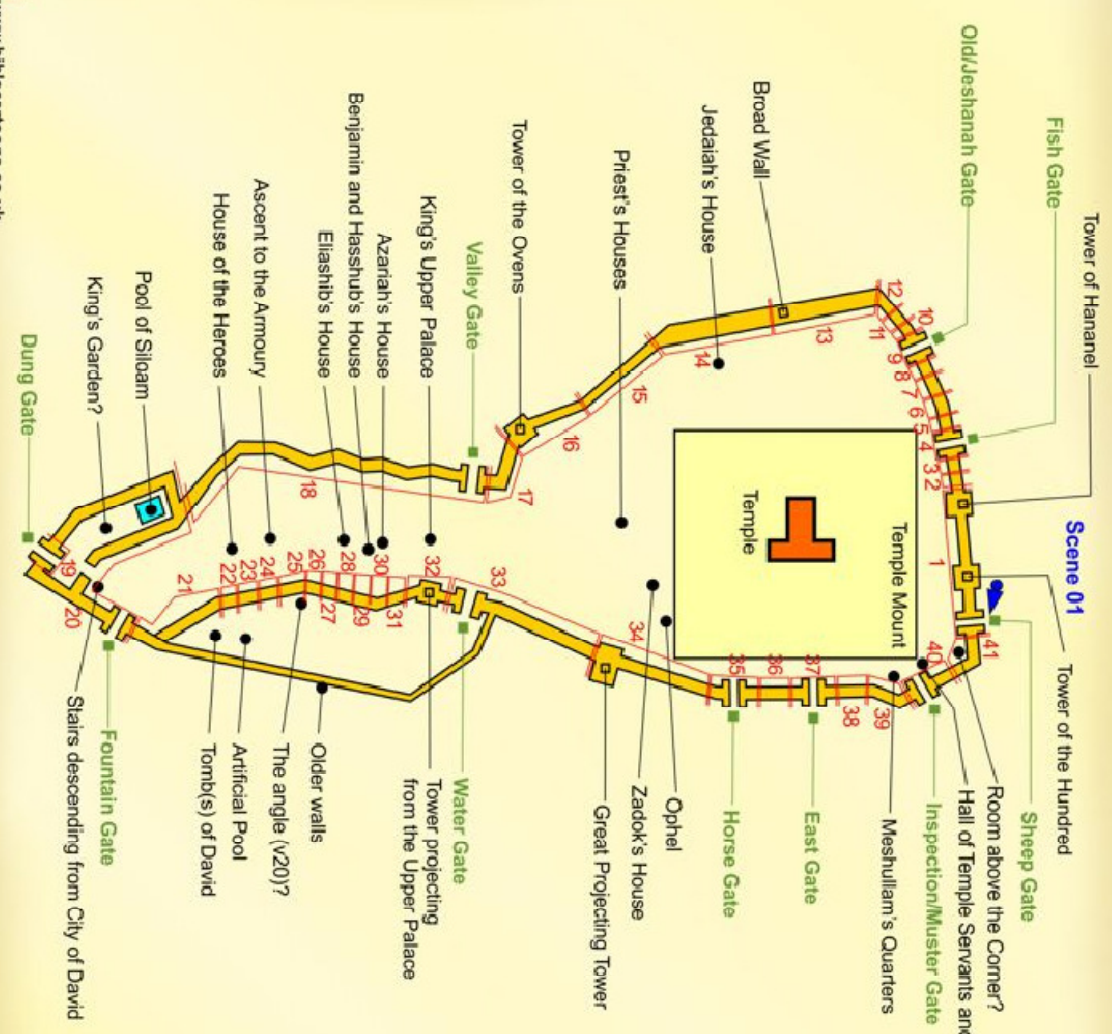 Scene 01
Tower of Hananel
Tower of the Hundred
Fish Gate
Sheep Gate
Old/Jeshanah Gate
Room above the Corner?
Hall of Temple Servants and
Inspection/Muster Gate
Meshullam's Quarters
Broad Wall
Jedaiah's House
Temple Mount
Temple
East Gate
Horse Gate
Priest"s Houses
Ophel
Zadok's House
Great Projecting Tower
Tower of the Ovens
Valley Gate
Water Gate
King's Upper Palace
Tower projecting
from the Upper Palace
Azariah's House
Benjamin and Hasshub's House
Eliashib's House
Older walls
The angle (v20)?
Ascent to the Armoury
Artificial Pool
House of the Heroes
Tomb(s) of David
Pool of Siloam
King's Garden?
Fountain Gate
Stairs descending from City of David
Dung Gate
1
2
3
4
5
6
7
8
9
10
11
12
13
14
15
16
17
18
19
20
21
22
23
24
25
26
27
28
29
30
31
32
33
34
35
36
37
38
39
40
41